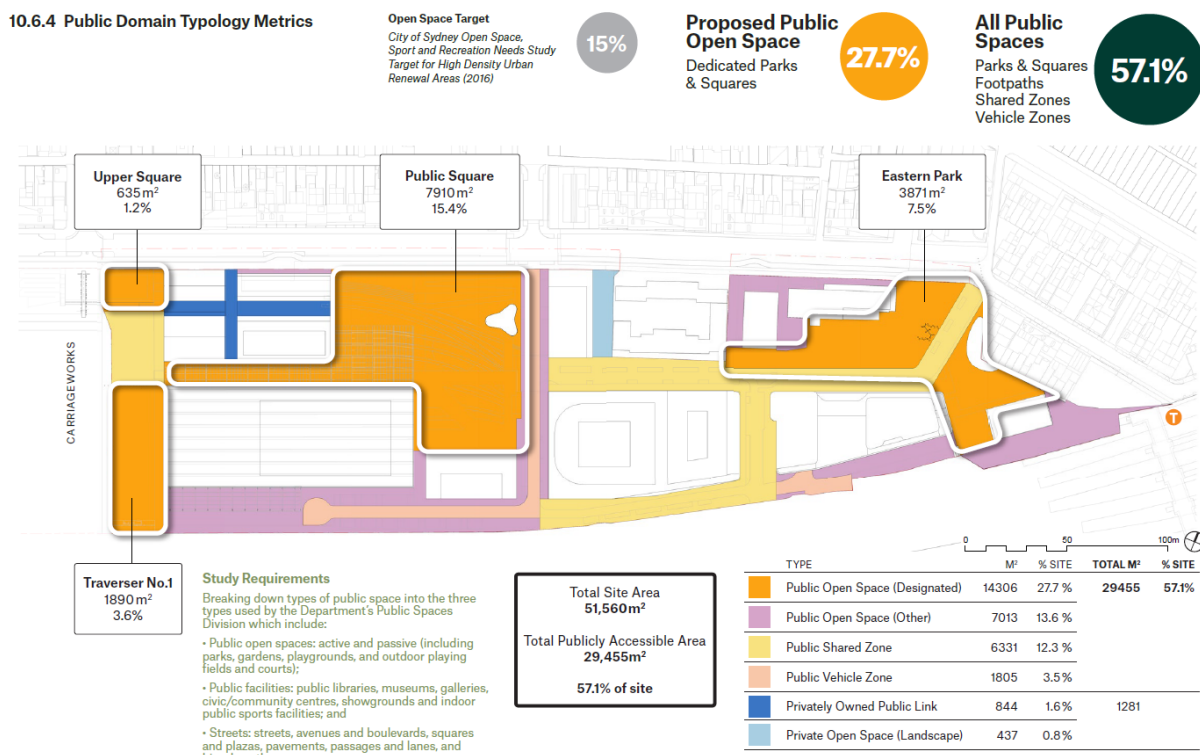 10.6.4 Public Domain Typology Metrics
Open Space Target
City of Sydney Open Space,
Sport and Recreation Needs Study
Target for High Density Urban
Renewal Areas (2016)
15%
Proposed Public
Open Space
Dedicated Parks
& Squares
27.7%
All Public
Spaces
Parks & Squares
Footpaths
Shared Zones
Vehicle Zones
57.1%
Upper Square
635 m²
1.2%
Public Square
7910 m²
15.4%
Eastern Park
3871 m²
7.5%
CARRIAGEWORKS
T
Traverser No.1
1890 m²
3.6%
Study Requirements
Breaking down types of public space into the three
types used by the Department's Public Spaces
Division which include:
• Public open spaces: active and passive (including
parks, gardens, playgrounds, and outdoor playing
fields and courts);
• Public facilities: public libraries, museums, galleries,
civic/community centres, showgrounds and indoor
public sports facilities; and
• Streets: streets, avenues and boulevards, squares
and plazas, pavements, passages and lanes, and
Total Site Area
51,560m²
Total Publicly Accessible Area
29,455m²
57.1% of site
0 50 100m
TYPE M² % SITE TOTAL M² % SITE
Public Open Space (Designated) 14306 27.7 % 29455 57.1%
Public Open Space (Other) 7013 13.6 %
Public Shared Zone 6331 12.3 %
Public Vehicle Zone 1805 3.5 %
Privately Owned Public Link 844 1.6 % 1281
Private Open Space (Landscape) 437 0.8 %